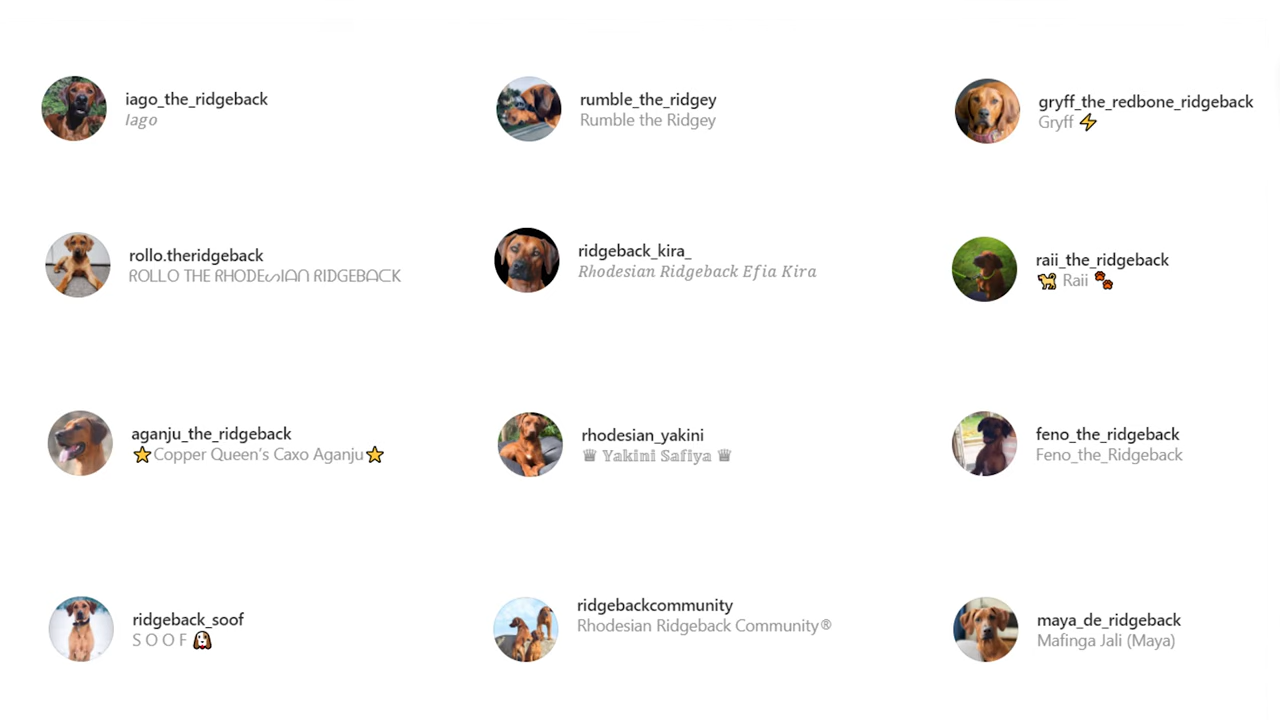 iago_the_ridgeback
Iago
rumble_the_ridgey
Rumble the Ridgey
gryff_the_redbone_ridgeback
Gryff ⚡
rollo.theridgeback
ROLLO THE RHODEᔕIAN RIDGEBACK
ridgeback_kira_
Rhodesian Ridgeback Efia Kira
raii_the_ridgeback
🐕 Raii 🐾
aganju_the_ridgeback
⭐Copper Queen's Caxo Aganju⭐
rhodesian_yakini
♛ 𝕐𝕒𝕜𝕚𝕟𝕚 𝕊𝕒𝕗𝕚𝕪𝕒 ♛
feno_the_ridgeback
Feno_the_Ridgeback
ridgeback_soof
S O O F 🐶
ridgebackcommunity
Rhodesian Ridgeback Community®
maya_de_ridgeback
Mafinga Jali (Maya)